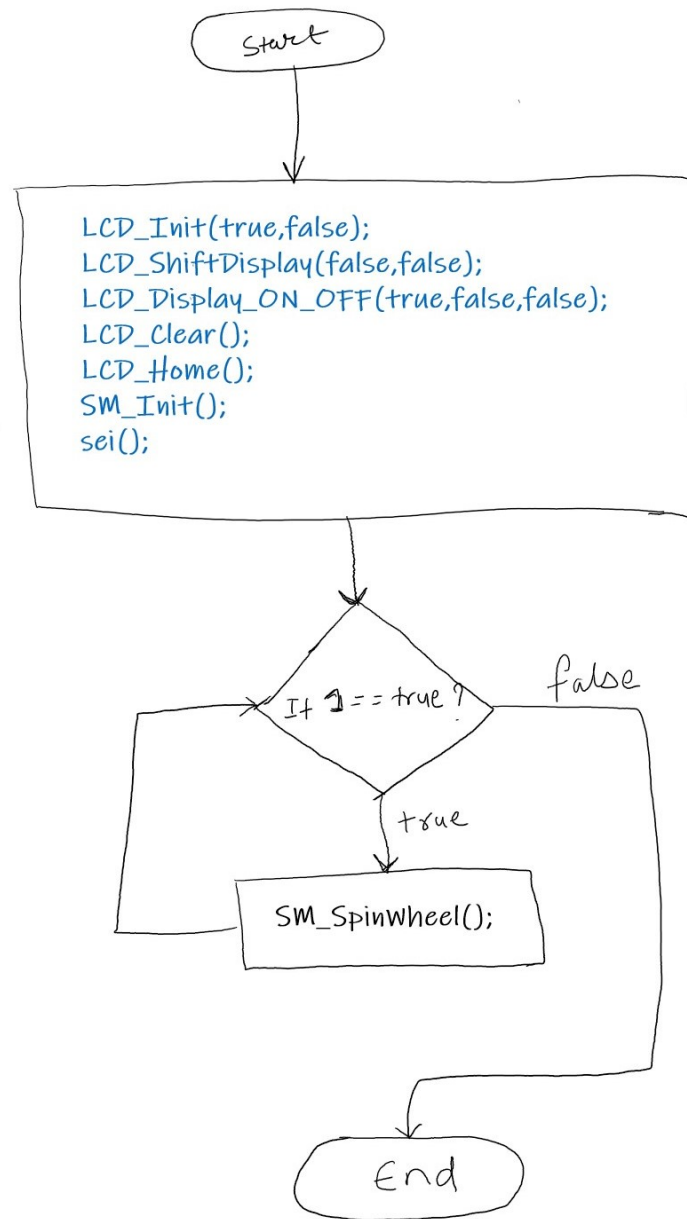 Start
LCD_Init(true,false);
LCD_ShiftDisplay(false,false);
LCD_Display_ON_OFF(true,false,false);
LCD_Clear();
LCD_Home();
SM_Init();
sei();
If 1 == true ?
false
true
SM_SpinWheel();
End